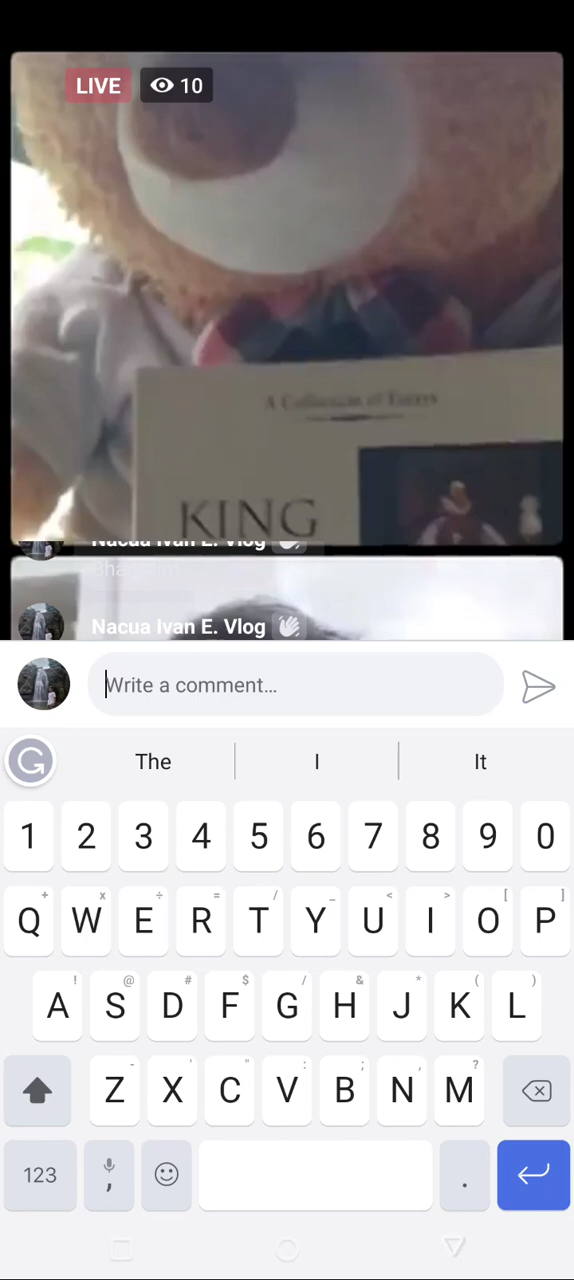 LIVE 10
A Collection of Essays
KING
Nacua Ivan E. Vlog
Nacua Ivan E. Vlog
Write a comment…
The I It
1 2 3 4 5 6 7 8 9 0
+ x ÷ = / _ < > [ ]
Q W E R T Y U I O P
! @ # $ / & * ( )
A S D F G H J K L
- ' " : ; , ?
Z X C V B N M
123 , .